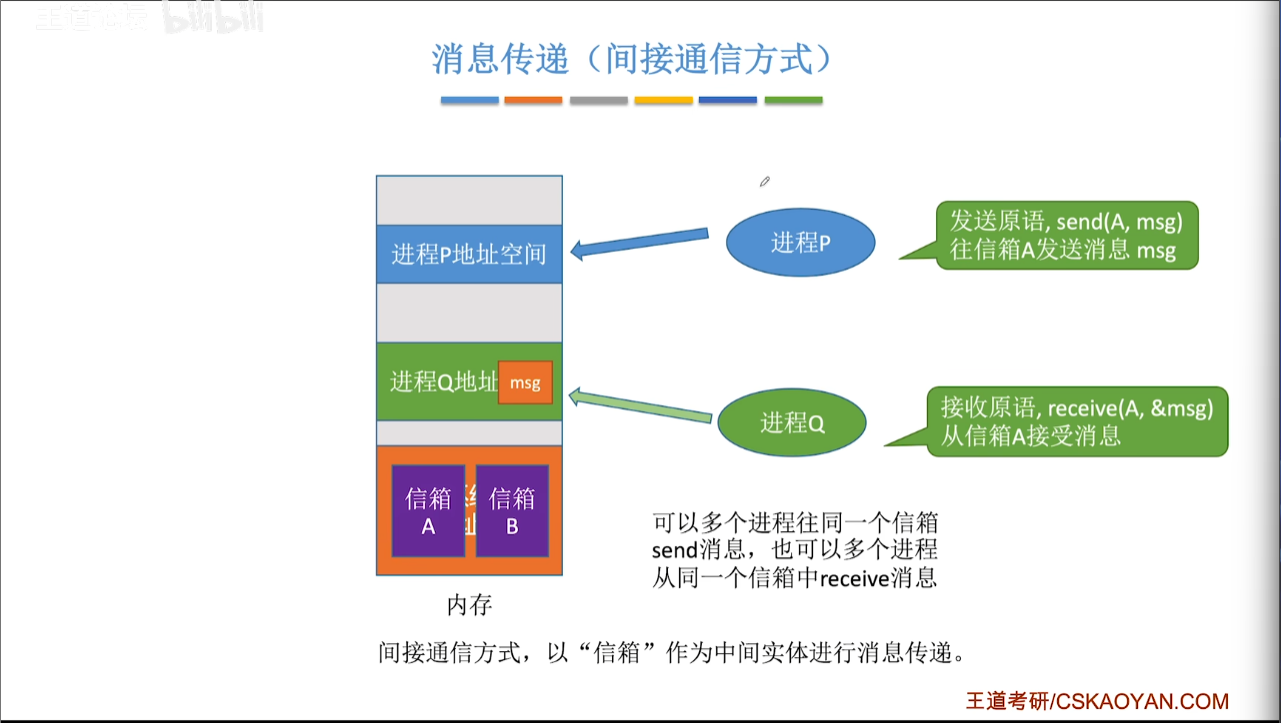 王道论坛 bilibili
消息传递（间接通信方式）
进程P地址空间
进程P
发送原语, send(A, msg)
往信箱A发送消息 msg
进程Q地址
msg
进程Q
接收原语, receive(A, &msg)
从信箱A接受消息
信箱
A
信箱
B
可以多个进程往同一个信箱
send消息，也可以多个进程
从同一个信箱中receive消息
内存
间接通信方式，以“信箱”作为中间实体进行消息传递。
王道考研/CSKAOYAN.COM